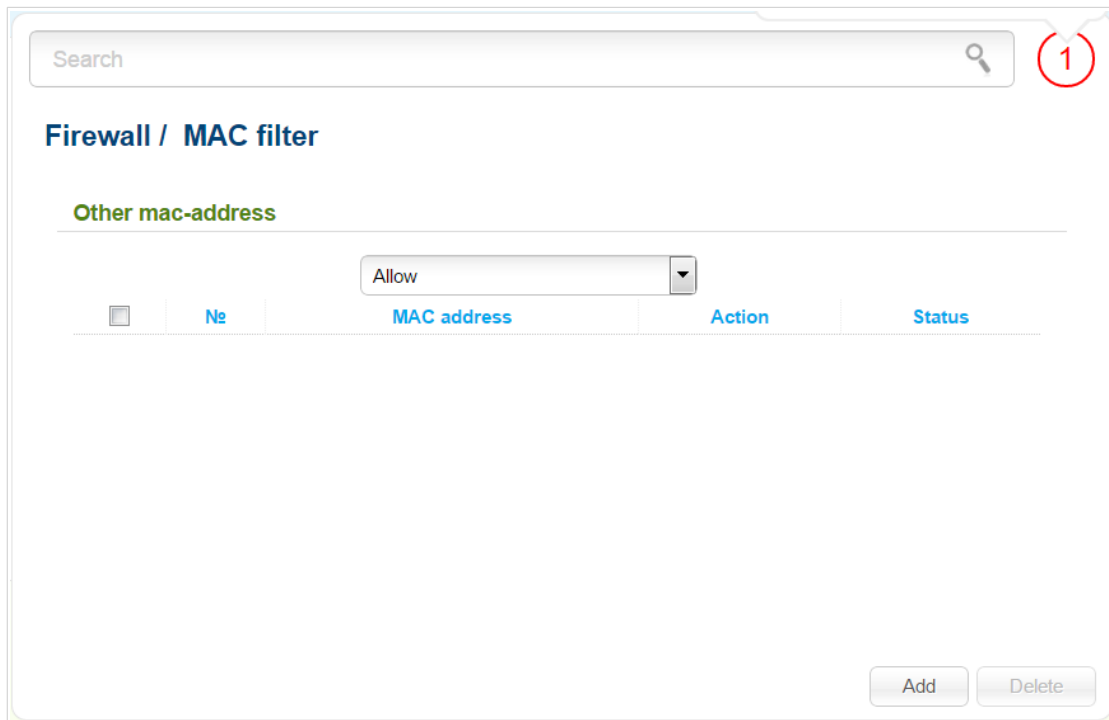 Search
1
Firewall / MAC filter
Other mac-address
Allow
№ MAC address Action Status
Add Delete